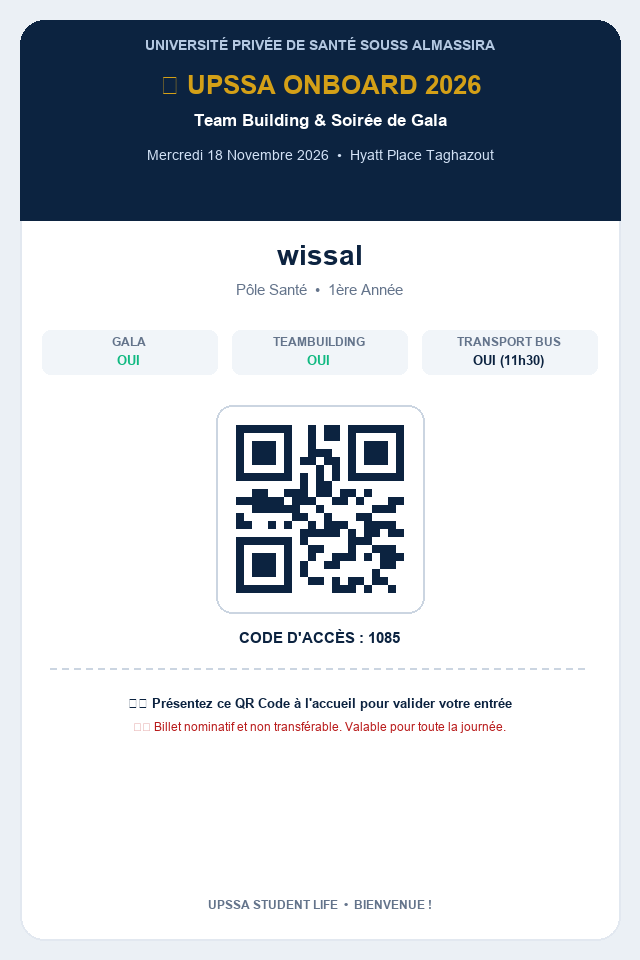 UNIVERSITÉ PRIVÉE DE SANTÉ SOUSS ALMASSIRA
UPSSA ONBOARD 2026
Team Building & Soirée de Gala
Mercredi 18 Novembre 2026 • Hyatt Place Taghazout
wissal
Pôle Santé • 1ère Année
GALA
OUI
TEAMBUILDING
OUI
TRANSPORT BUS
OUI (11h30)
CODE D'ACCÈS : 1085
Présentez ce QR Code à l'accueil pour valider votre entrée
Billet nominatif et non transférable. Valable pour toute la journée.
UPSSA STUDENT LIFE • BIENVENUE !